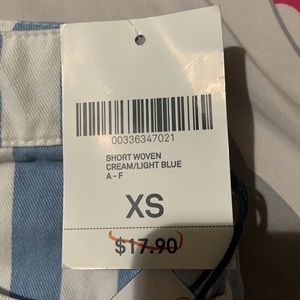 00336347021
SHORT WOVEN
CREAM/LIGHT BLUE
A - F
XS
$17.90